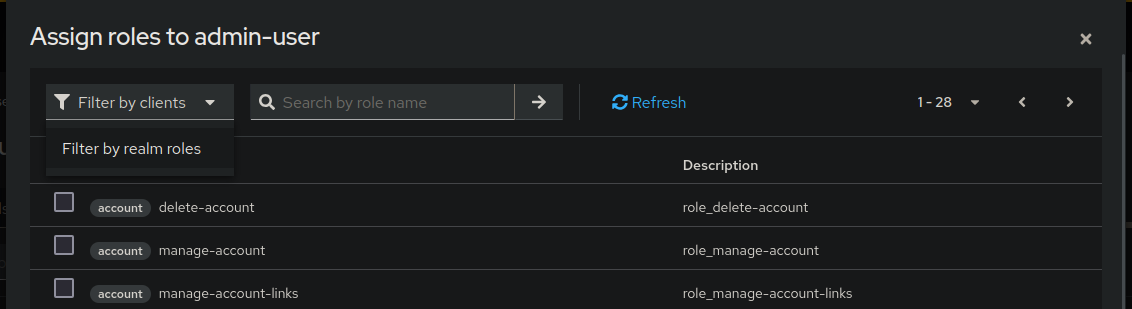 Assign roles to admin-user
Filter by clients
Search by role name
Refresh
1 - 28
Filter by realm roles
Description
account delete-account role_delete-account
account manage-account role_manage-account
account manage-account-links role_manage-account-links